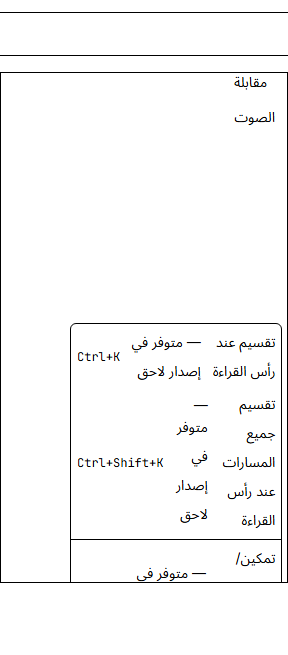 مقابلة
الصوت
تقسيم عند رأس القراءة — متوفر في إصدار لاحق Ctrl+K
تقسيم جميع المسارات عند رأس القراءة — متوفر في إصدار لاحق Ctrl+Shift+K
تمكين/ — متوفر في